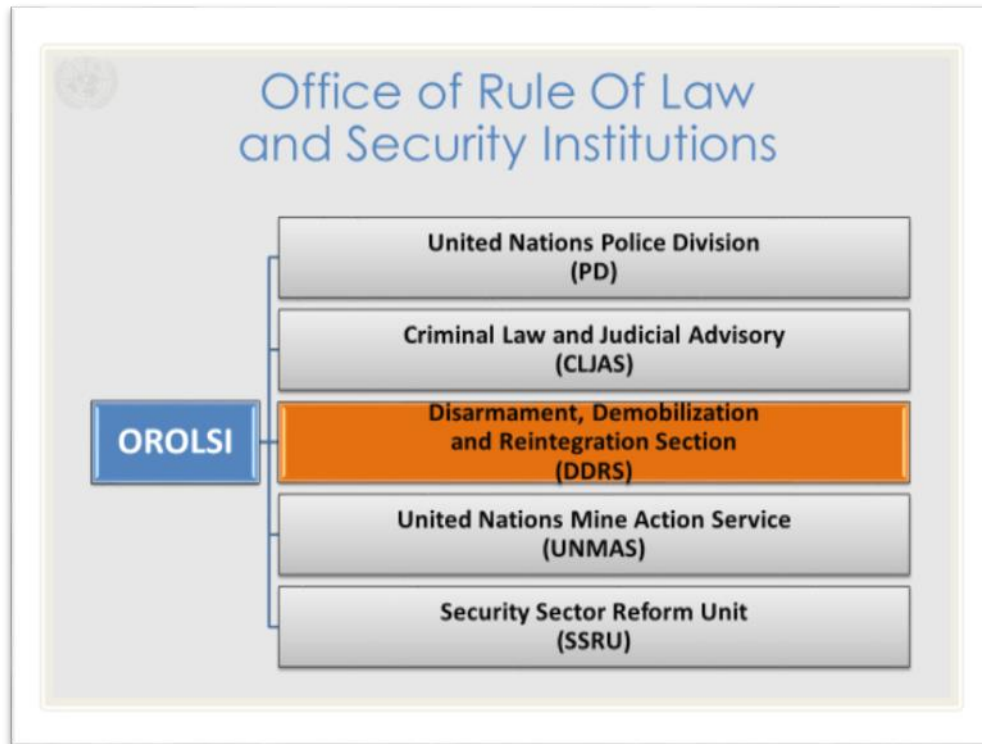 Office of Rule Of Law
and Security Institutions
OROLSI
United Nations Police Division
(PD)
Criminal Law and Judicial Advisory
(CLJAS)
Disarmament, Demobilization
and Reintegration Section
(DDRS)
United Nations Mine Action Service
(UNMAS)
Security Sector Reform Unit
(SSRU)